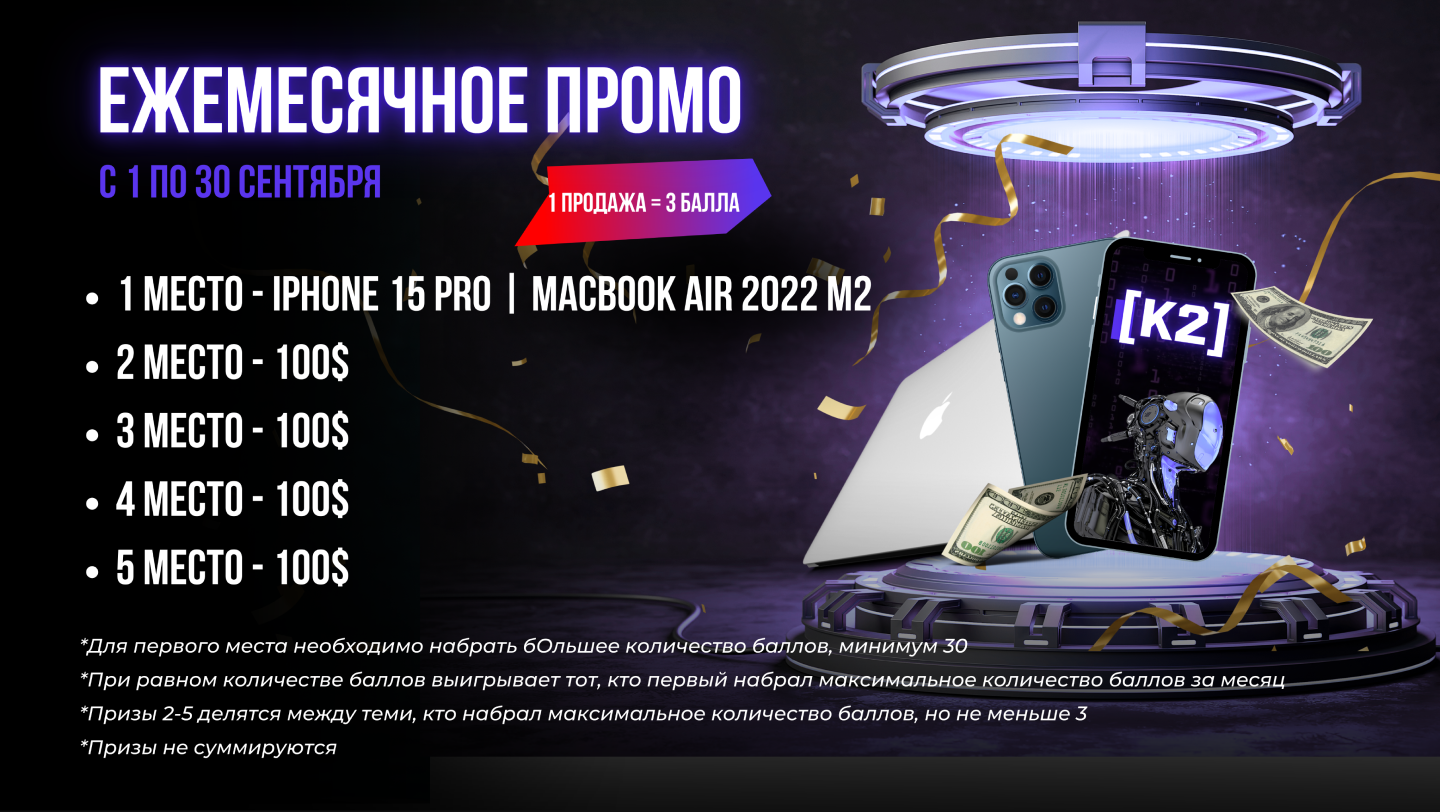 ЕЖЕМЕСЯЧНОЕ ПРОМО
С 1 ПО 30 СЕНТЯБРЯ
1 ПРОДАЖА = 3 БАЛЛА
• 1 МЕСТО - IPHONE 15 PRO | MACBOOK AIR 2022 M2
• 2 МЕСТО - 100$
• 3 МЕСТО - 100$
• 4 МЕСТО - 100$
• 5 МЕСТО - 100$
[K2]
*Для первого места необходимо набрать бОльшее количество баллов, минимум 30
*При равном количестве баллов выигрывает тот, кто первый набрал максимальное количество баллов за месяц
*Призы 2-5 делятся между теми, кто набрал максимальное количество баллов, но не меньше 3
*Призы не суммируются